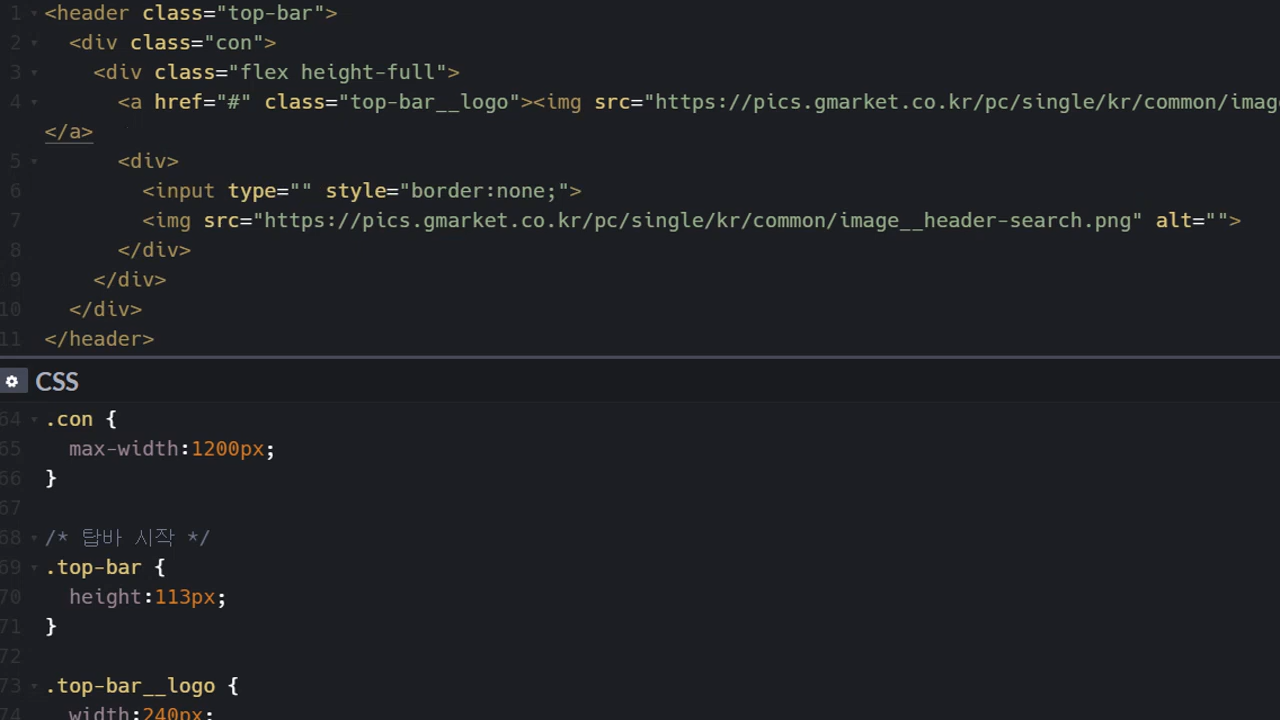 1 <header class="top-bar">
2 <div class="con">
3 <div class="flex height-full">
4 <a href="#" class="top-bar__logo"><img src="https://pics.gmarket.co.kr/pc/single/kr/common/image
</a>
5 <div>
6 <input type="" style="border:none;">
7 <img src="https://pics.gmarket.co.kr/pc/single/kr/common/image__header-search.png" alt="">
8 </div>
9 </div>
10 </div>
11 </header>
CSS
64 .con {
65 max-width:1200px;
66 }
67
68 /* 탑바 시작 */
69 .top-bar {
70 height:113px;
71 }
72
73 .top-bar__logo {
74 width:240px;